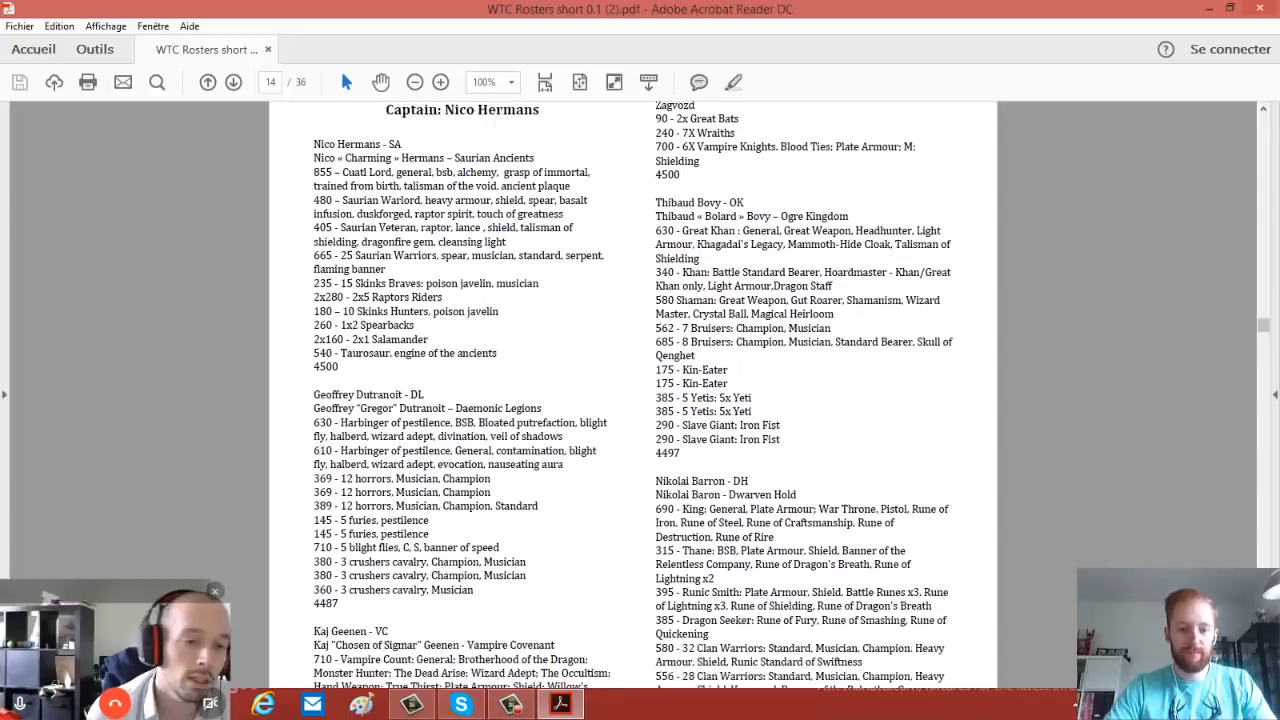 WTC Rosters short 0.1 (2).pdf - Adobe Acrobat Reader DC
Fichier Edition Affichage Fenêtre Aide
Accueil Outils WTC Rosters short ... ×
Se connecter
14 / 36 100%
Captain: Nico Hermans
Nico Hermans - SA
Nico « Charming » Hermans – Saurian Ancients
855 – Cuatl Lord, general, bsb, alchemy, grasp of immortal,
trained from birth, talisman of the void, ancient plaque
480 – Saurian Warlord, heavy armour, shield, spear, basalt
infusion, duskforged, raptor spirit, touch of greatness
405 - Saurian Veteran, raptor, lance , shield, talisman of
shielding, dragonfire gem, cleansing light
665 - 25 Saurian Warriors, spear, musician, standard, serpent,
flaming banner
235 - 15 Skinks Braves: poison javelin, musician
2x280 - 2x5 Raptors Riders
180 – 10 Skinks Hunters, poison javelin
260 - 1x2 Spearbacks
2x160 - 2x1 Salamander
540 - Taurosaur, engine of the ancients
4500
Geoffrey Dutranoit - DL
Geoffrey "Gregor" Dutranoit – Daemonic Legions
630 - Harbinger of pestilence, BSB, Bloated putrefaction, blight
fly, halberd, wizard adept, divination, veil of shadows
610 - Harbinger of pestilence, General, contamination, blight
fly, halberd, wizard adept, evocation, nauseating aura
369 - 12 horrors, Musician, Champion
369 - 12 horrors, Musician, Champion
389 - 12 horrors, Musician, Champion, Standard
145 - 5 furies, pestilence
145 - 5 furies, pestilence
710 - 5 blight flies, C, S, banner of speed
380 - 3 crushers cavalry, Champion, Musician
380 - 3 crushers cavalry, Champion, Musician
360 - 3 crushers cavalry, Musician
4487
Kaj Geenen - VC
Kaj "Chosen of Sigmar" Geenen - Vampire Covenant
710 - Vampire Count: General; Brotherhood of the Dragon;
Monster Hunter; The Dead Arise; Wizard Adept; The Occultism;
Hand Weapon; True Thirst; Plate Armour; Shield; Willow's
Zagvozd
90 - 2x Great Bats
240 - 7X Wraiths
700 - 6X Vampire Knights. Blood Ties; Plate Armour; M;
Shielding
4500
Thibaud Bovy - OK
Thibaud « Bolard » Bovy – Ogre Kingdom
630 - Great Khan : General, Great Weapon, Headhunter, Light
Armour, Khagadai's Legacy, Mammoth-Hide Cloak, Talisman of
Shielding
340 - Khan: Battle Standard Bearer, Hoardmaster - Khan/Great
Khan only, Light Armour,Dragon Staff
580 Shaman: Great Weapon, Gut Roarer, Shamanism, Wizard
Master, Crystal Ball. Magical Heirloom
562 - 7 Bruisers: Champion, Musician
685 - 8 Bruisers: Champion, Musician, Standard Bearer, Skull of
Qenghet
175 - Kin-Eater
175 - Kin-Eater
385 - 5 Yetis: 5x Yeti
385 - 5 Yetis: 5x Yeti
290 - Slave Giant: Iron Fist
290 - Slave Giant: Iron Fist
4497
Nikolai Barron - DH
Nikolai Baron - Dwarven Hold
690 - King: General, Plate Armour; War Throne, Pistol, Rune of
Iron, Rune of Steel, Rune of Craftsmanship, Rune of
Destruction, Rune of Rire
315 - Thane: BSB, Plate Armour, Shield, Banner of the
Relentless Company, Rune of Dragon's Breath, Rune of
Lightning x2
395 - Runic Smith: Plate Armour, Shield, Battle Runes x3, Rune
of Lightning x3, Rune of Shielding, Rune of Dragon's Breath
385 - Dragon Seeker: Rune of Fury, Rune of Smashing, Rune of
Quickening
580 - 32 Clan Warriors: Standard, Musician, Champion. Heavy
Armour. Shield, Runic Standard of Swiftness
556 - 28 Clan Warriors: Standard, Musician, Champion. Heavy